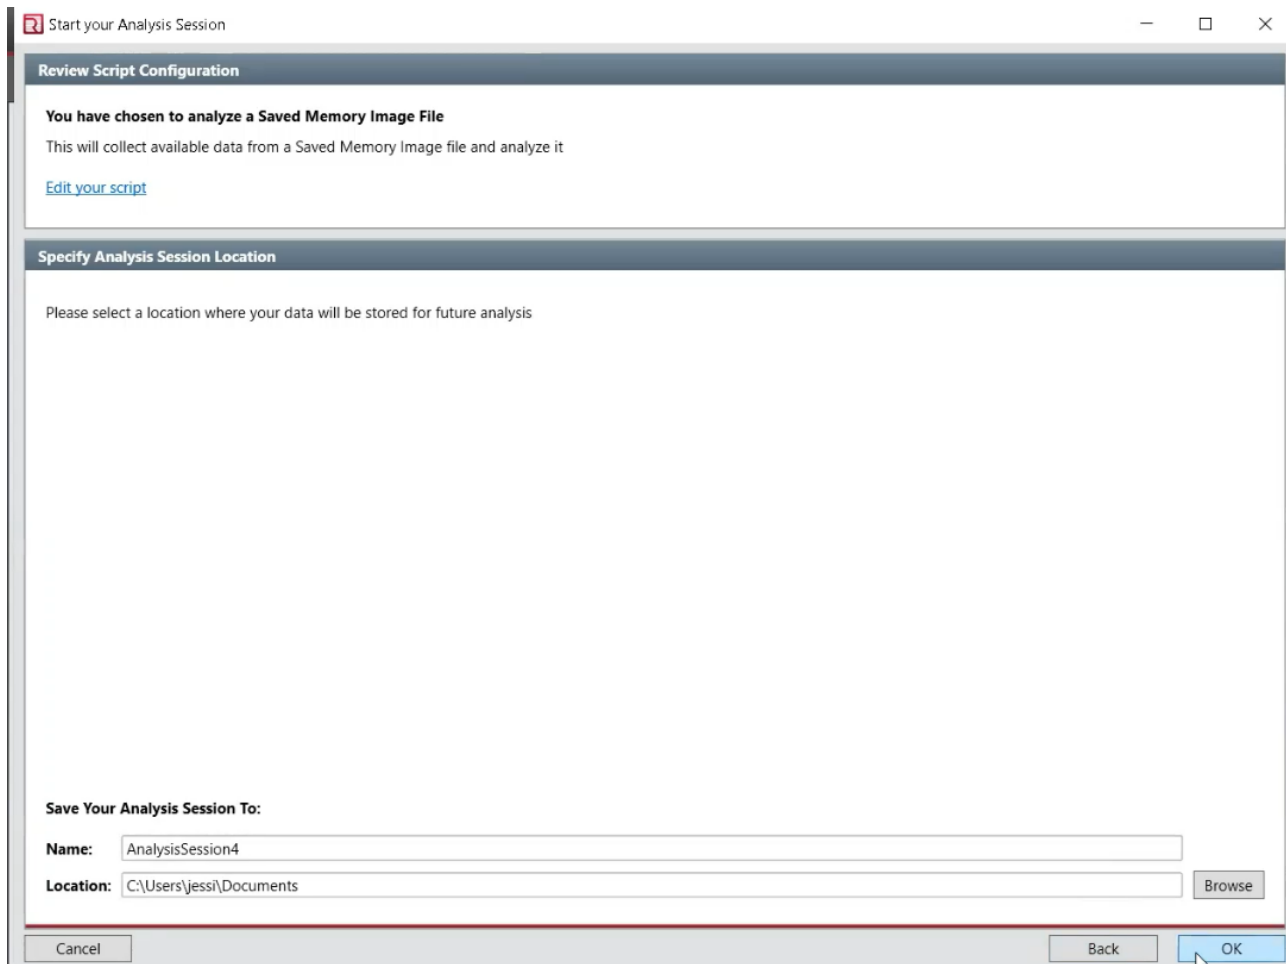 Start your Analysis Session
Review Script Configuration
You have chosen to analyze a Saved Memory Image File
This will collect available data from a Saved Memory Image file and analyze it
Edit your script
Specify Analysis Session Location
Please select a location where your data will be stored for future analysis
Save Your Analysis Session To:
Name: AnalysisSession4
Location: C:\Users\jessi\Documents Browse
Cancel Back OK